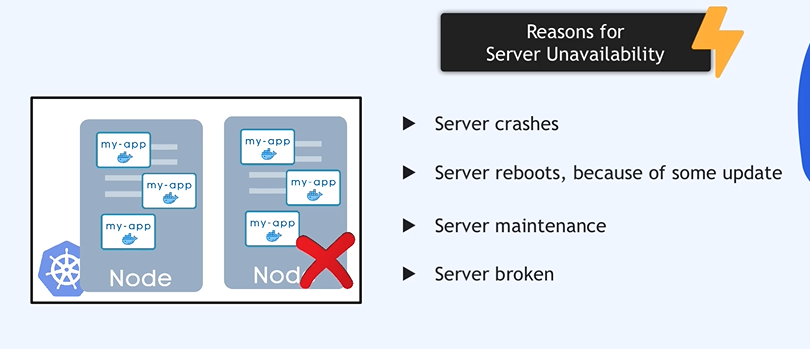 Reasons for
Server Unavailability
my-app
my-app
my-app
Node
my-app
my-app
my-app
Node
Server crashes
Server reboots, because of some update
Server maintenance
Server broken